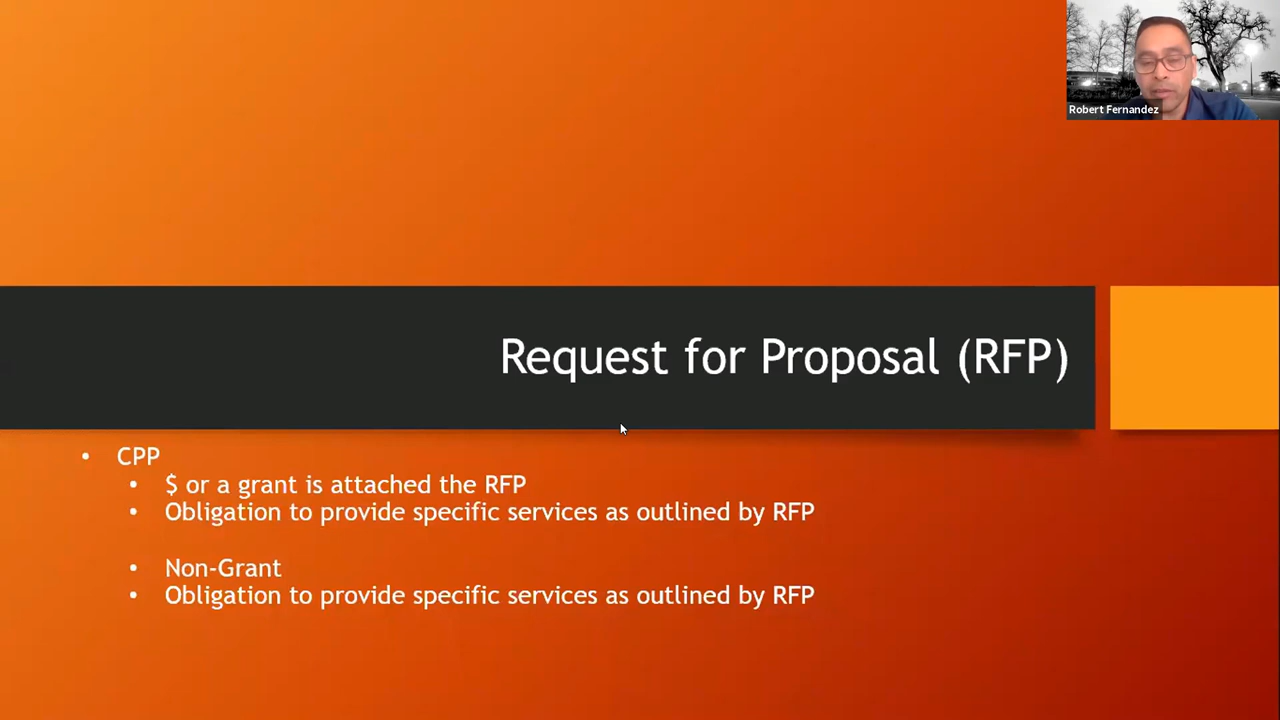 Robert Fernandez
Request for Proposal (RFP)
• CPP
• $ or a grant is attached the RFP
• Obligation to provide specific services as outlined by RFP
• Non-Grant
• Obligation to provide specific services as outlined by RFP